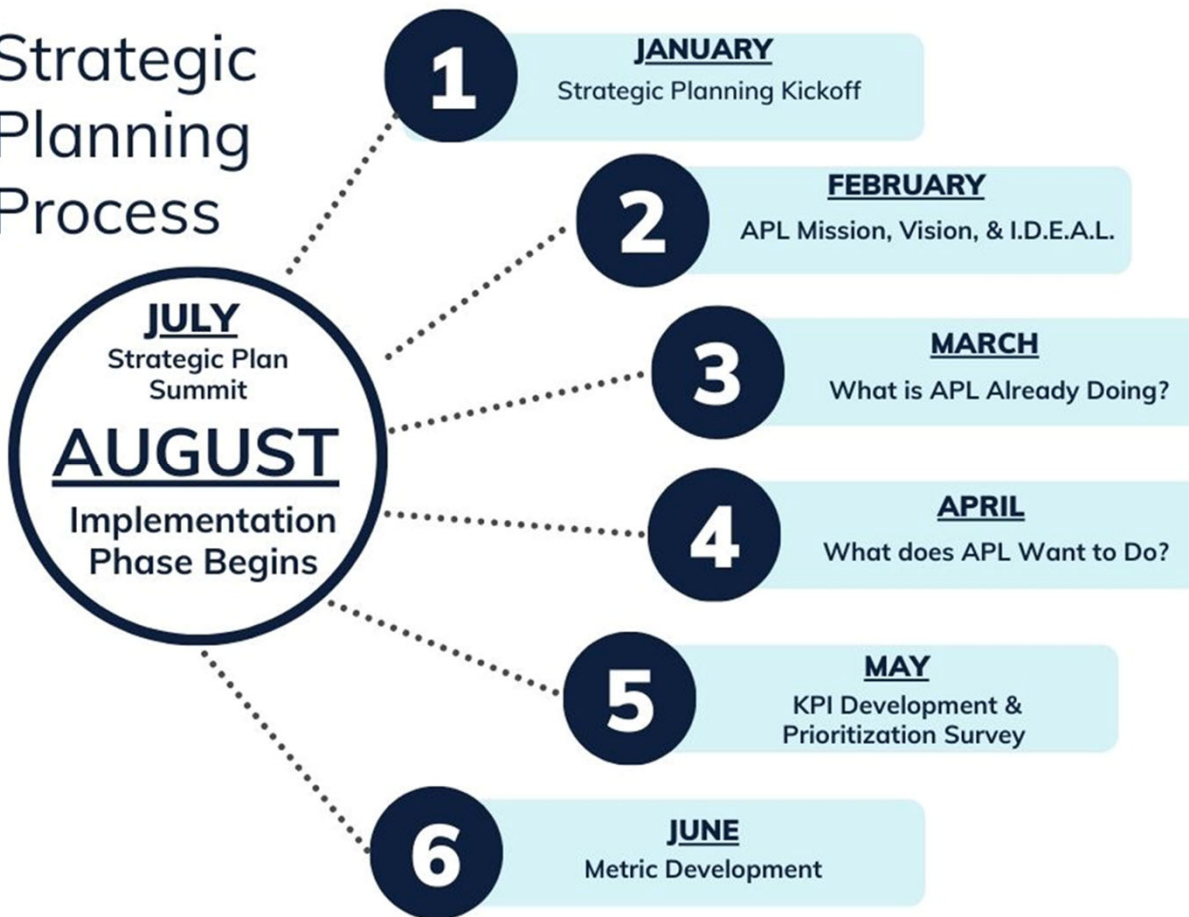 Strategic
Planning
Process
1
JANUARY
Strategic Planning Kickoff
2
FEBRUARY
APL Mission, Vision, & I.D.E.A.L.
3
MARCH
What is APL Already Doing?
4
APRIL
What does APL Want to Do?
5
MAY
KPI Development &
Prioritization Survey
6
JUNE
Metric Development
JULY
Strategic Plan
Summit
AUGUST
Implementation
Phase Begins